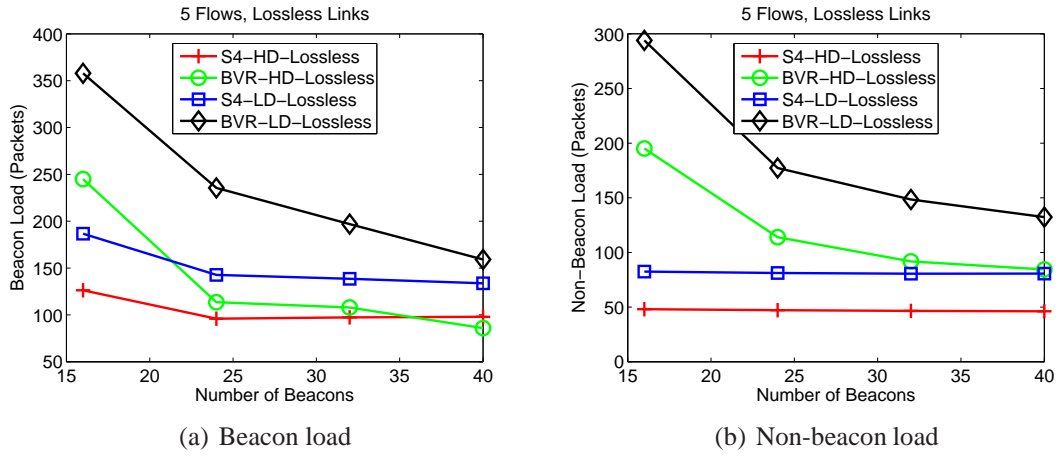 5 Flows, Lossless Links
400
350
300
250
200
150
100
50
Beacon Load (Packets)
S4−HD−Lossless
BVR−HD−Lossless
S4−LD−Lossless
BVR−LD−Lossless
15 20 25 30 35 40
Number of Beacons
(a) Beacon load
5 Flows, Lossless Links
300
250
200
150
100
50
0
Non−Beacon Load (Packets)
S4−HD−Lossless
BVR−HD−Lossless
S4−LD−Lossless
BVR−LD−Lossless
15 20 25 30 35 40
Number of Beacons
(b) Non-beacon load